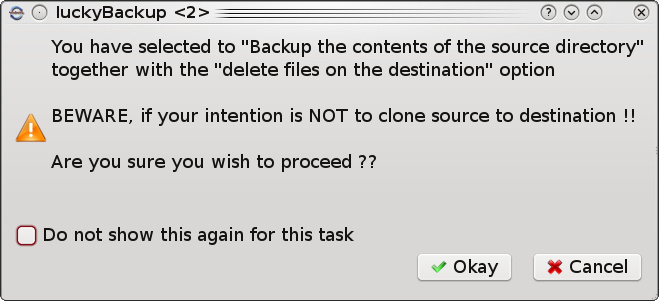 luckyBackup <2>
You have selected to "Backup the contents of the source directory"
together with the "delete files on the destination" option
BEWARE, if your intention is NOT to clone source to destination !!
Are you sure you wish to proceed ??
Do not show this again for this task
Okay
Cancel